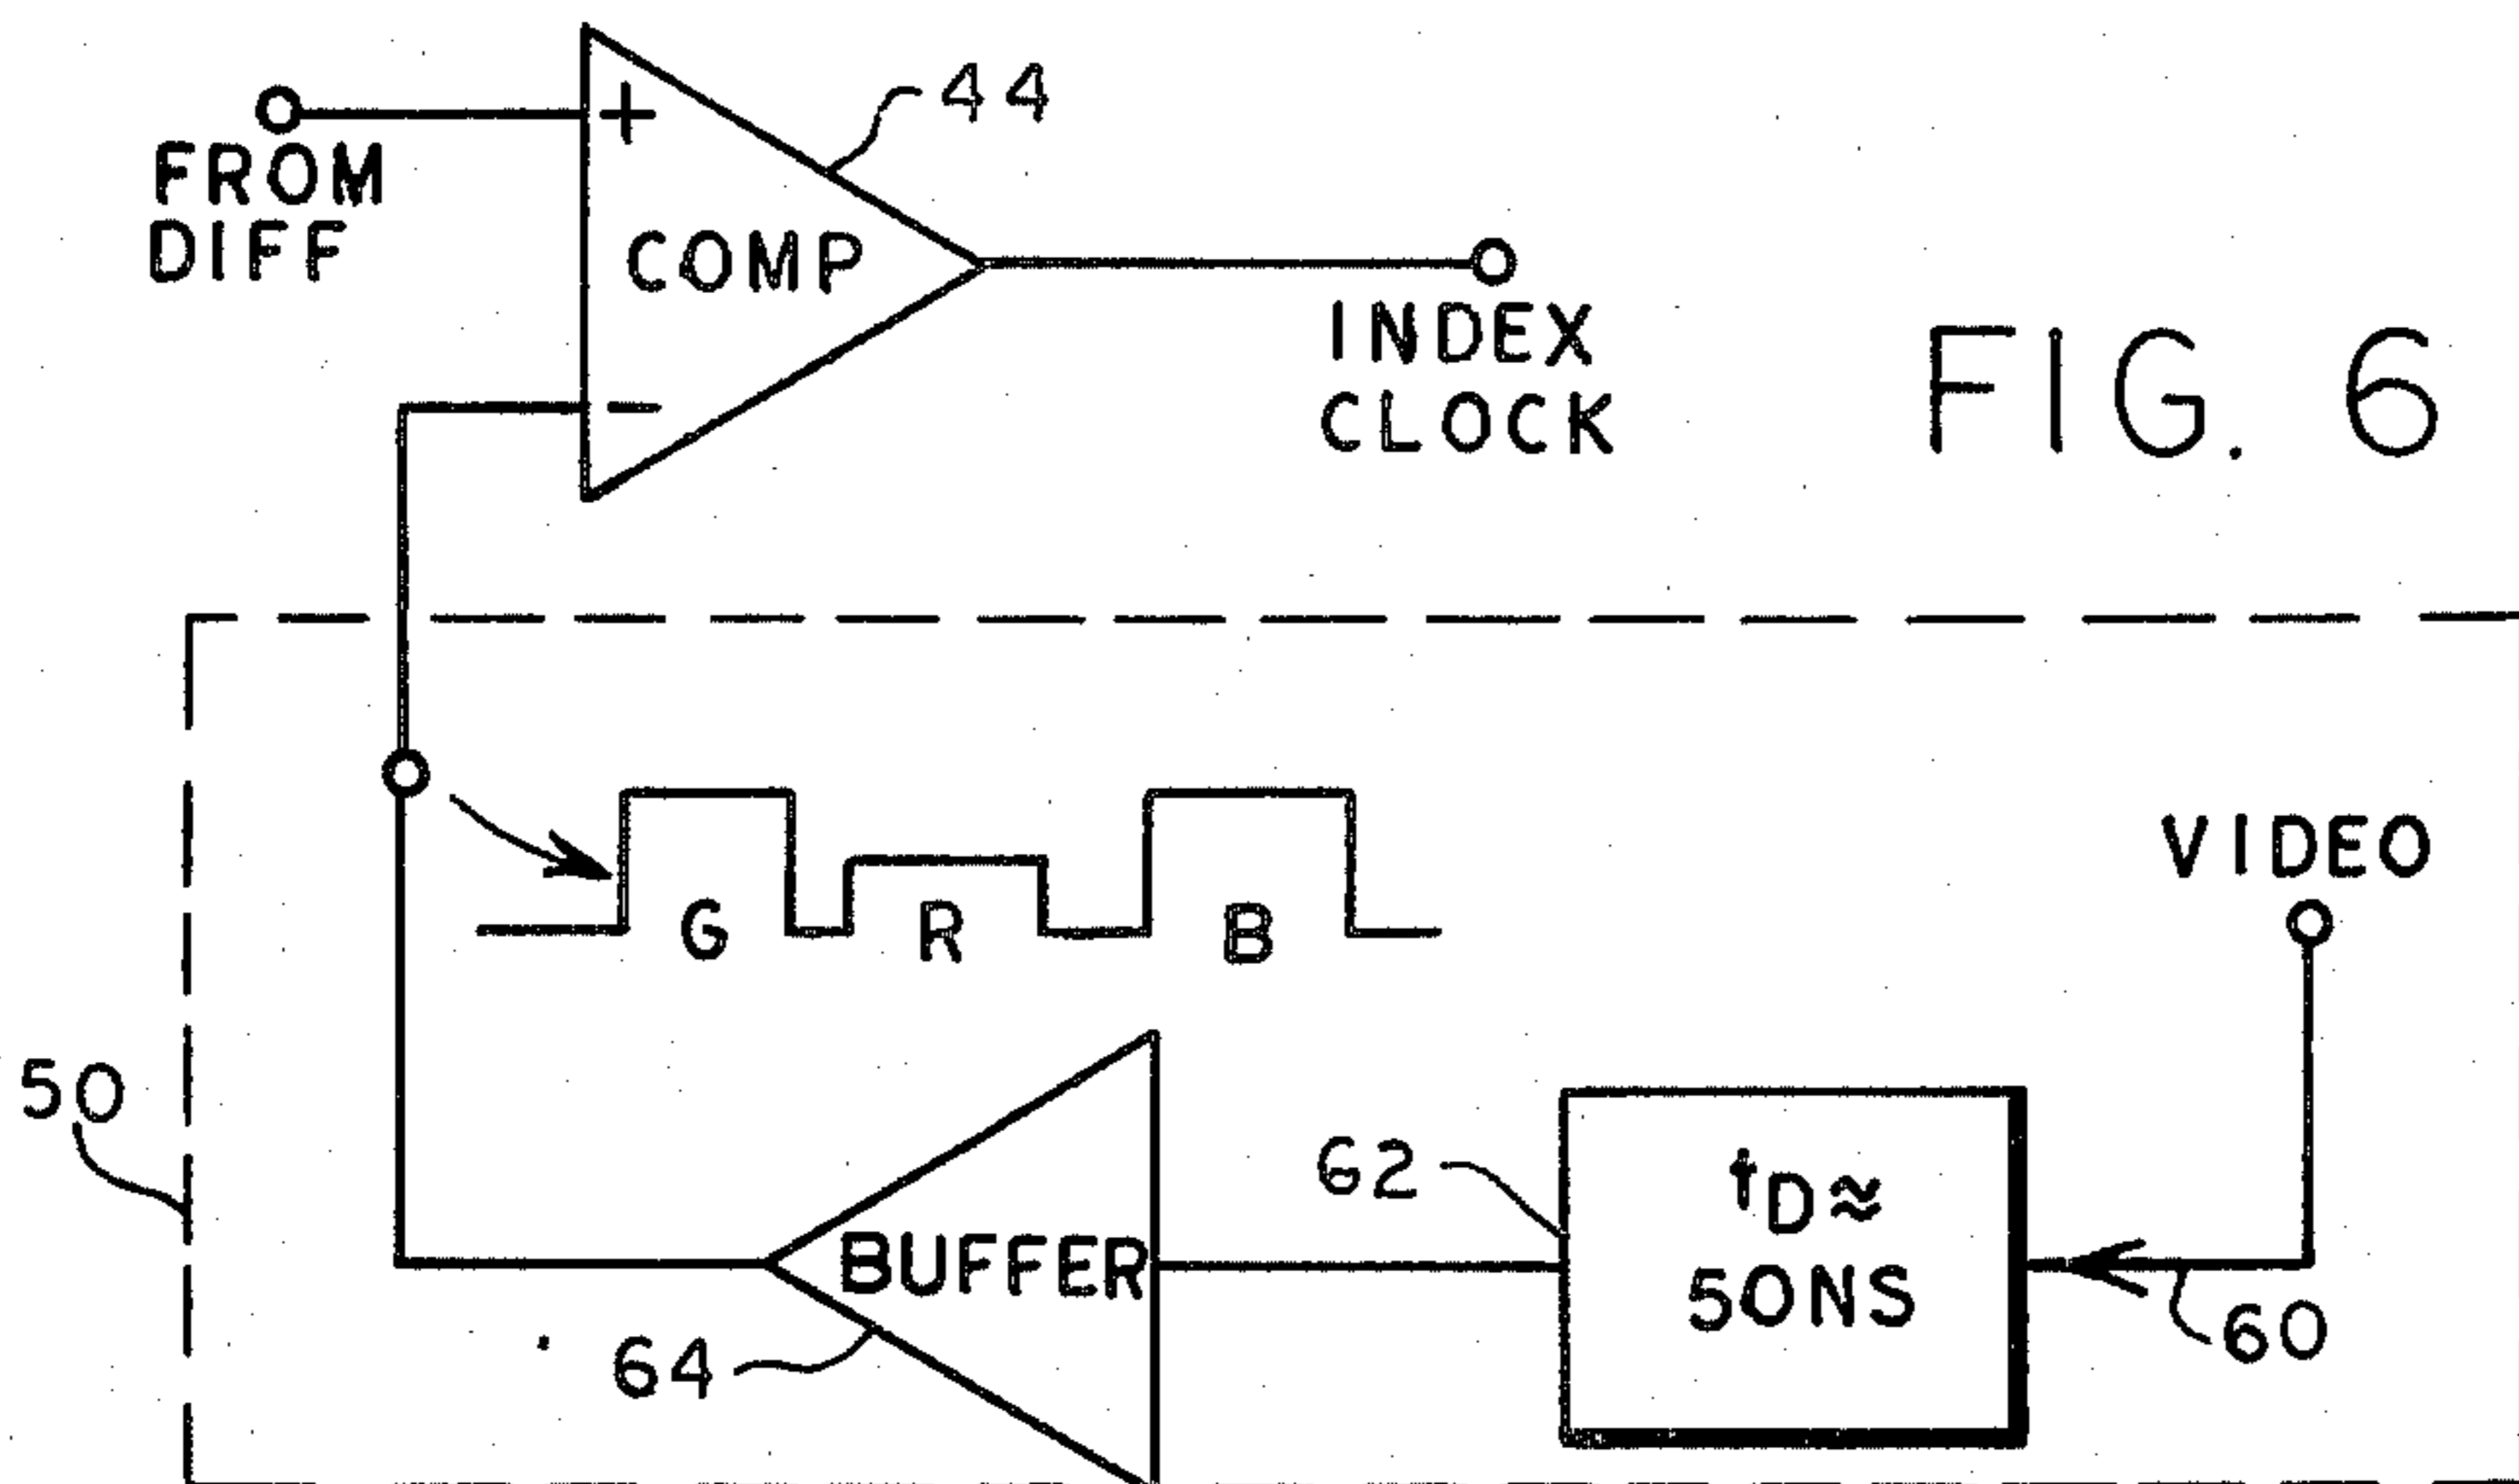 44
+
FROM
DIFF
COMP
INDEX
CLOCK
FIG. 6
−
VIDEO
G R B
50
62
tD≈
50NS
BUFFER
60
64